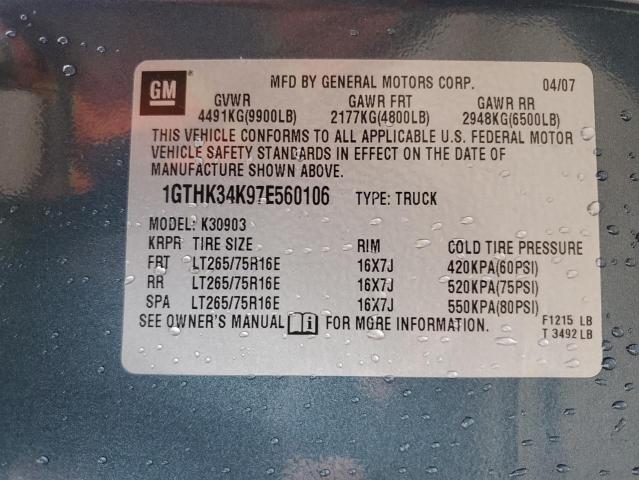 GM ® MFD BY GENERAL MOTORS CORP. 04/07
GVWR GAWR FRT GAWR RR
4491KG(9900LB) 2177KG(4800LB) 2948KG(6500LB)
THIS VEHICLE CONFORMS TO ALL APPLICABLE U.S. FEDERAL MOTOR
VEHICLE SAFETY STANDARDS IN EFFECT ON THE DATE OF
MANUFACTURE SHOWN ABOVE.
1GTHK34K97E560106 TYPE: TRUCK
MODEL: K30903
KRPR TIRE SIZE RIM COLD TIRE PRESSURE
FRT LT265/75R16E 16X7J 420KPA(60PSI)
RR LT265/75R16E 16X7J 520KPA(75PSI)
SPA LT265/75R16E 16X7J 550KPA(80PSI)
SEE OWNER'S MANUAL FOR MORE INFORMATION. F1215 LB
T 3492 LB